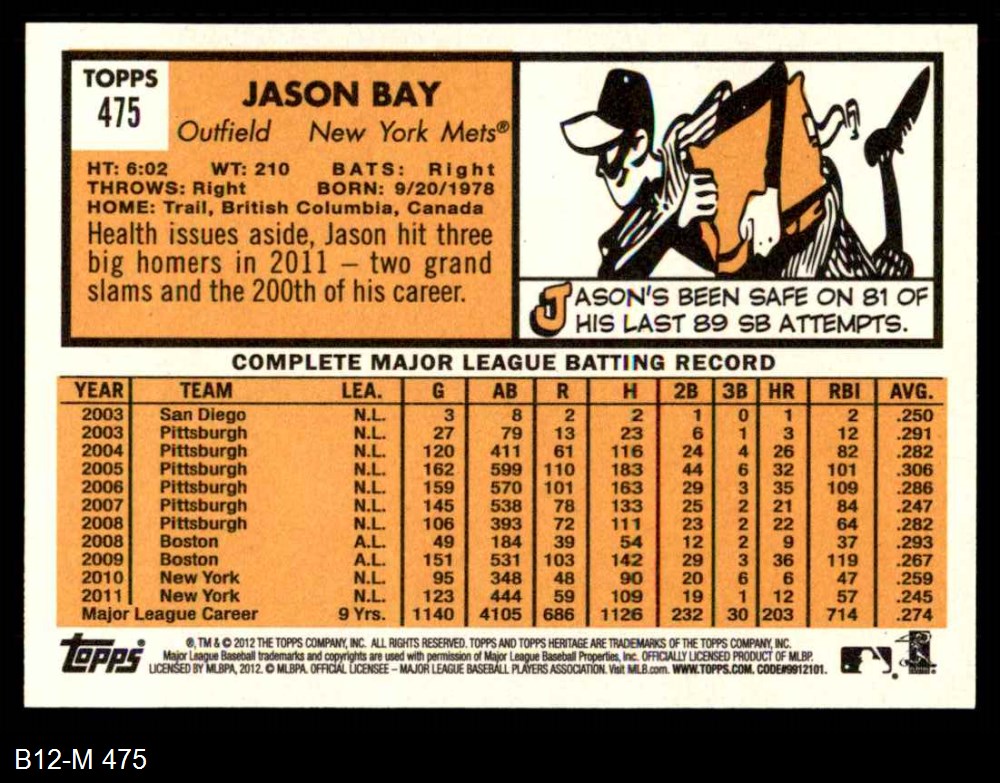 TOPPS
475
JASON BAY
Outfield New York Mets®
HT: 6:02 WT: 210 BATS: Right
THROWS: Right BORN: 9/20/1978
HOME: Trail, British Columbia, Canada
Health issues aside, Jason hit three
big homers in 2011 – two grand
slams and the 200th of his career.
JASON'S BEEN SAFE ON 81 OF
HIS LAST 89 SB ATTEMPTS.
COMPLETE MAJOR LEAGUE BATTING RECORD
YEAR TEAM LEA. G AB R H 2B 3B HR RBI AVG.
2003 San Diego N.L. 3 8 2 2 1 0 1 2 .250
2003 Pittsburgh N.L. 27 79 13 23 6 1 3 12 .291
2004 Pittsburgh N.L. 120 411 61 116 24 4 26 82 .282
2005 Pittsburgh N.L. 162 599 110 183 44 6 32 101 .306
2006 Pittsburgh N.L. 159 570 101 163 29 3 35 109 .286
2007 Pittsburgh N.L. 145 538 78 133 25 2 21 84 .247
2008 Pittsburgh N.L. 106 393 72 111 23 2 22 64 .282
2008 Boston A.L. 49 184 39 54 12 2 9 37 .293
2009 Boston A.L. 151 531 103 142 29 3 36 119 .267
2010 New York N.L. 95 348 48 90 20 6 6 47 .259
2011 New York N.L. 123 444 59 109 19 1 12 57 .245
Major League Career 9 Yrs. 1140 4105 686 1126 232 30 203 714 .274
Topps®
®, TM & © 2012 THE TOPPS COMPANY, INC. ALL RIGHTS RESERVED. TOPPS AND TOPPS HERITAGE ARE TRADEMARKS OF THE TOPPS COMPANY, INC.
Major League Baseball trademarks and copyrights are used with permission of Major League Baseball Properties, Inc. OFFICIALLY LICENSED PRODUCT OF MLBP.
LICENSED BY MLBPA, 2012. © MLBPA. OFFICIAL LICENSEE – MAJOR LEAGUE BASEBALL PLAYERS ASSOCIATION. Visit MLB.com. WWW.TOPPS.COM. CODE#9912101.
B12-M 475